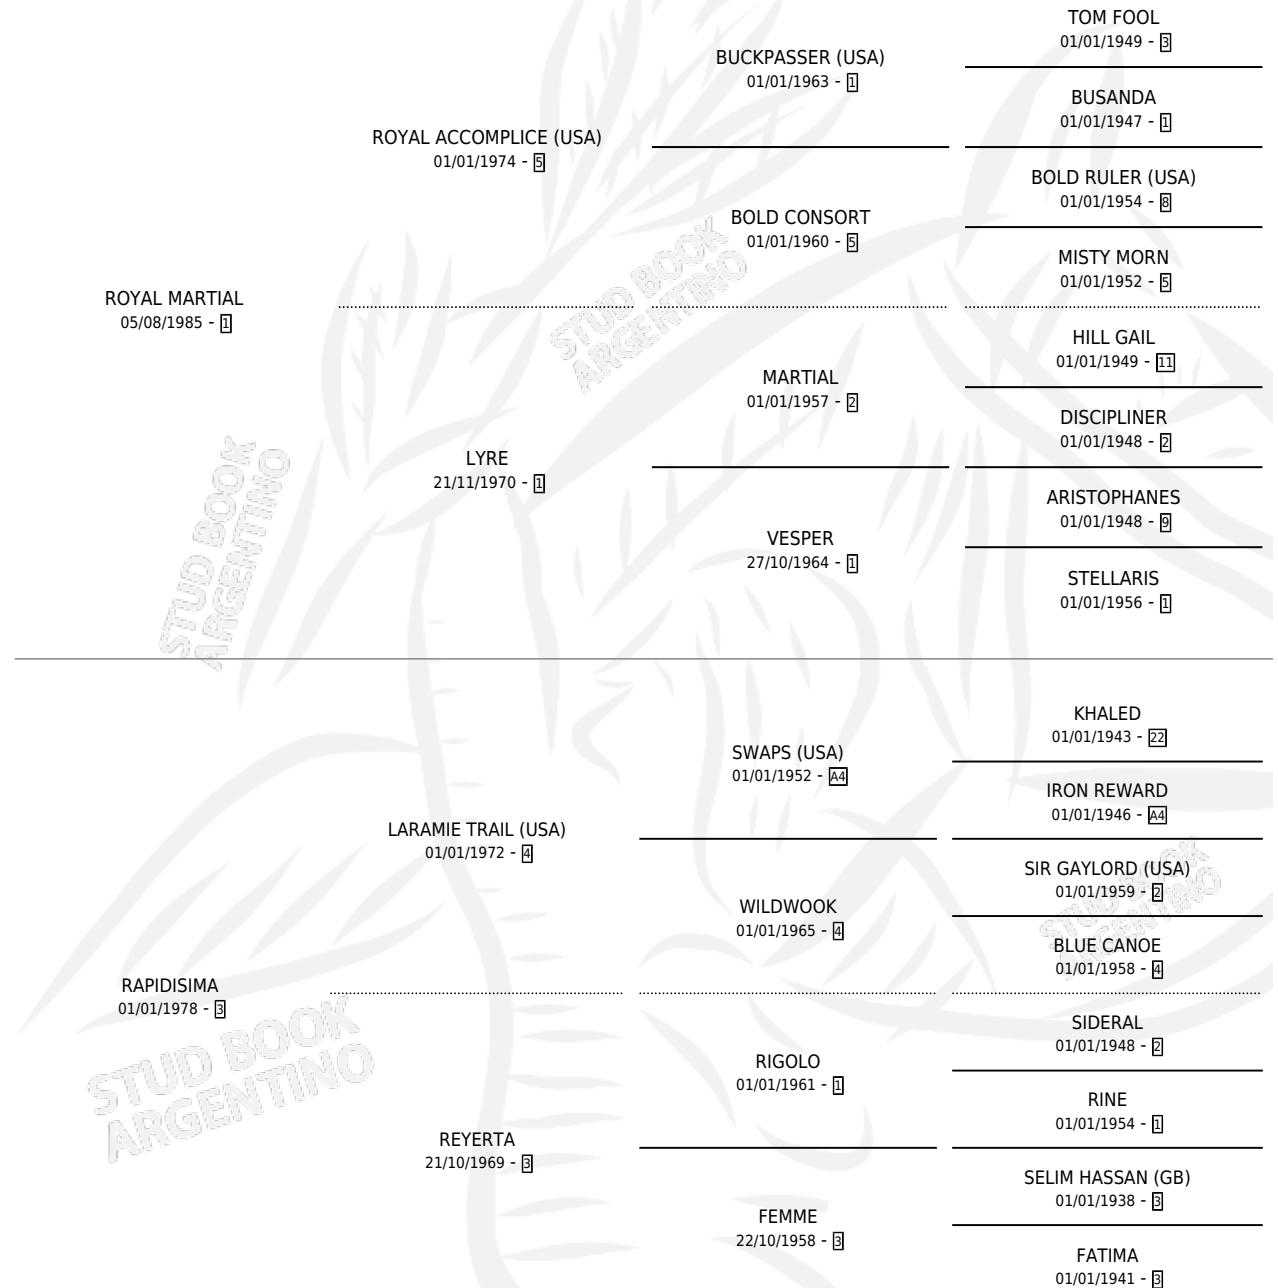 TOM FOOL
01/01/1949 - 3
BUCKPASSER (USA)
01/01/1963 - 1
BUSANDA
01/01/1947 - 1
ROYAL ACCOMPLICE (USA)
01/01/1974 - 5
BOLD RULER (USA)
01/01/1954 - 8
BOLD CONSORT
01/01/1960 - 5
MISTY MORN
01/01/1952 - 5
ROYAL MARTIAL
05/08/1985 - 1
HILL GAIL
01/01/1949 - 11
MARTIAL
01/01/1957 - 2
DISCIPLINER
01/01/1948 - 2
LYRE
21/11/1970 - 1
ARISTOPHANES
01/01/1948 - 9
VESPER
27/10/1964 - 1
STELLARIS
01/01/1956 - 1
KHALED
01/01/1943 - 22
SWAPS (USA)
01/01/1952 - A4
IRON REWARD
01/01/1946 - A4
LARAMIE TRAIL (USA)
01/01/1972 - 4
SIR GAYLORD (USA)
01/01/1959 - 2
WILDWOOK
01/01/1965 - 4
BLUE CANOE
01/01/1958 - 4
RAPIDISIMA
01/01/1978 - 3
SIDERAL
01/01/1948 - 2
RIGOLO
01/01/1961 - 1
RINE
01/01/1954 - 1
REYERTA
21/10/1969 - 3
SELIM HASSAN (GB)
01/01/1938 - 3
FEMME
22/10/1958 - 3
FATIMA
01/01/1941 - 3
STUD BOOK
ARGENTINO
STUD BOOK
ARGENTINO
STUD BOOK
ARGENTINO
STUD BOOK
ARGENTINO